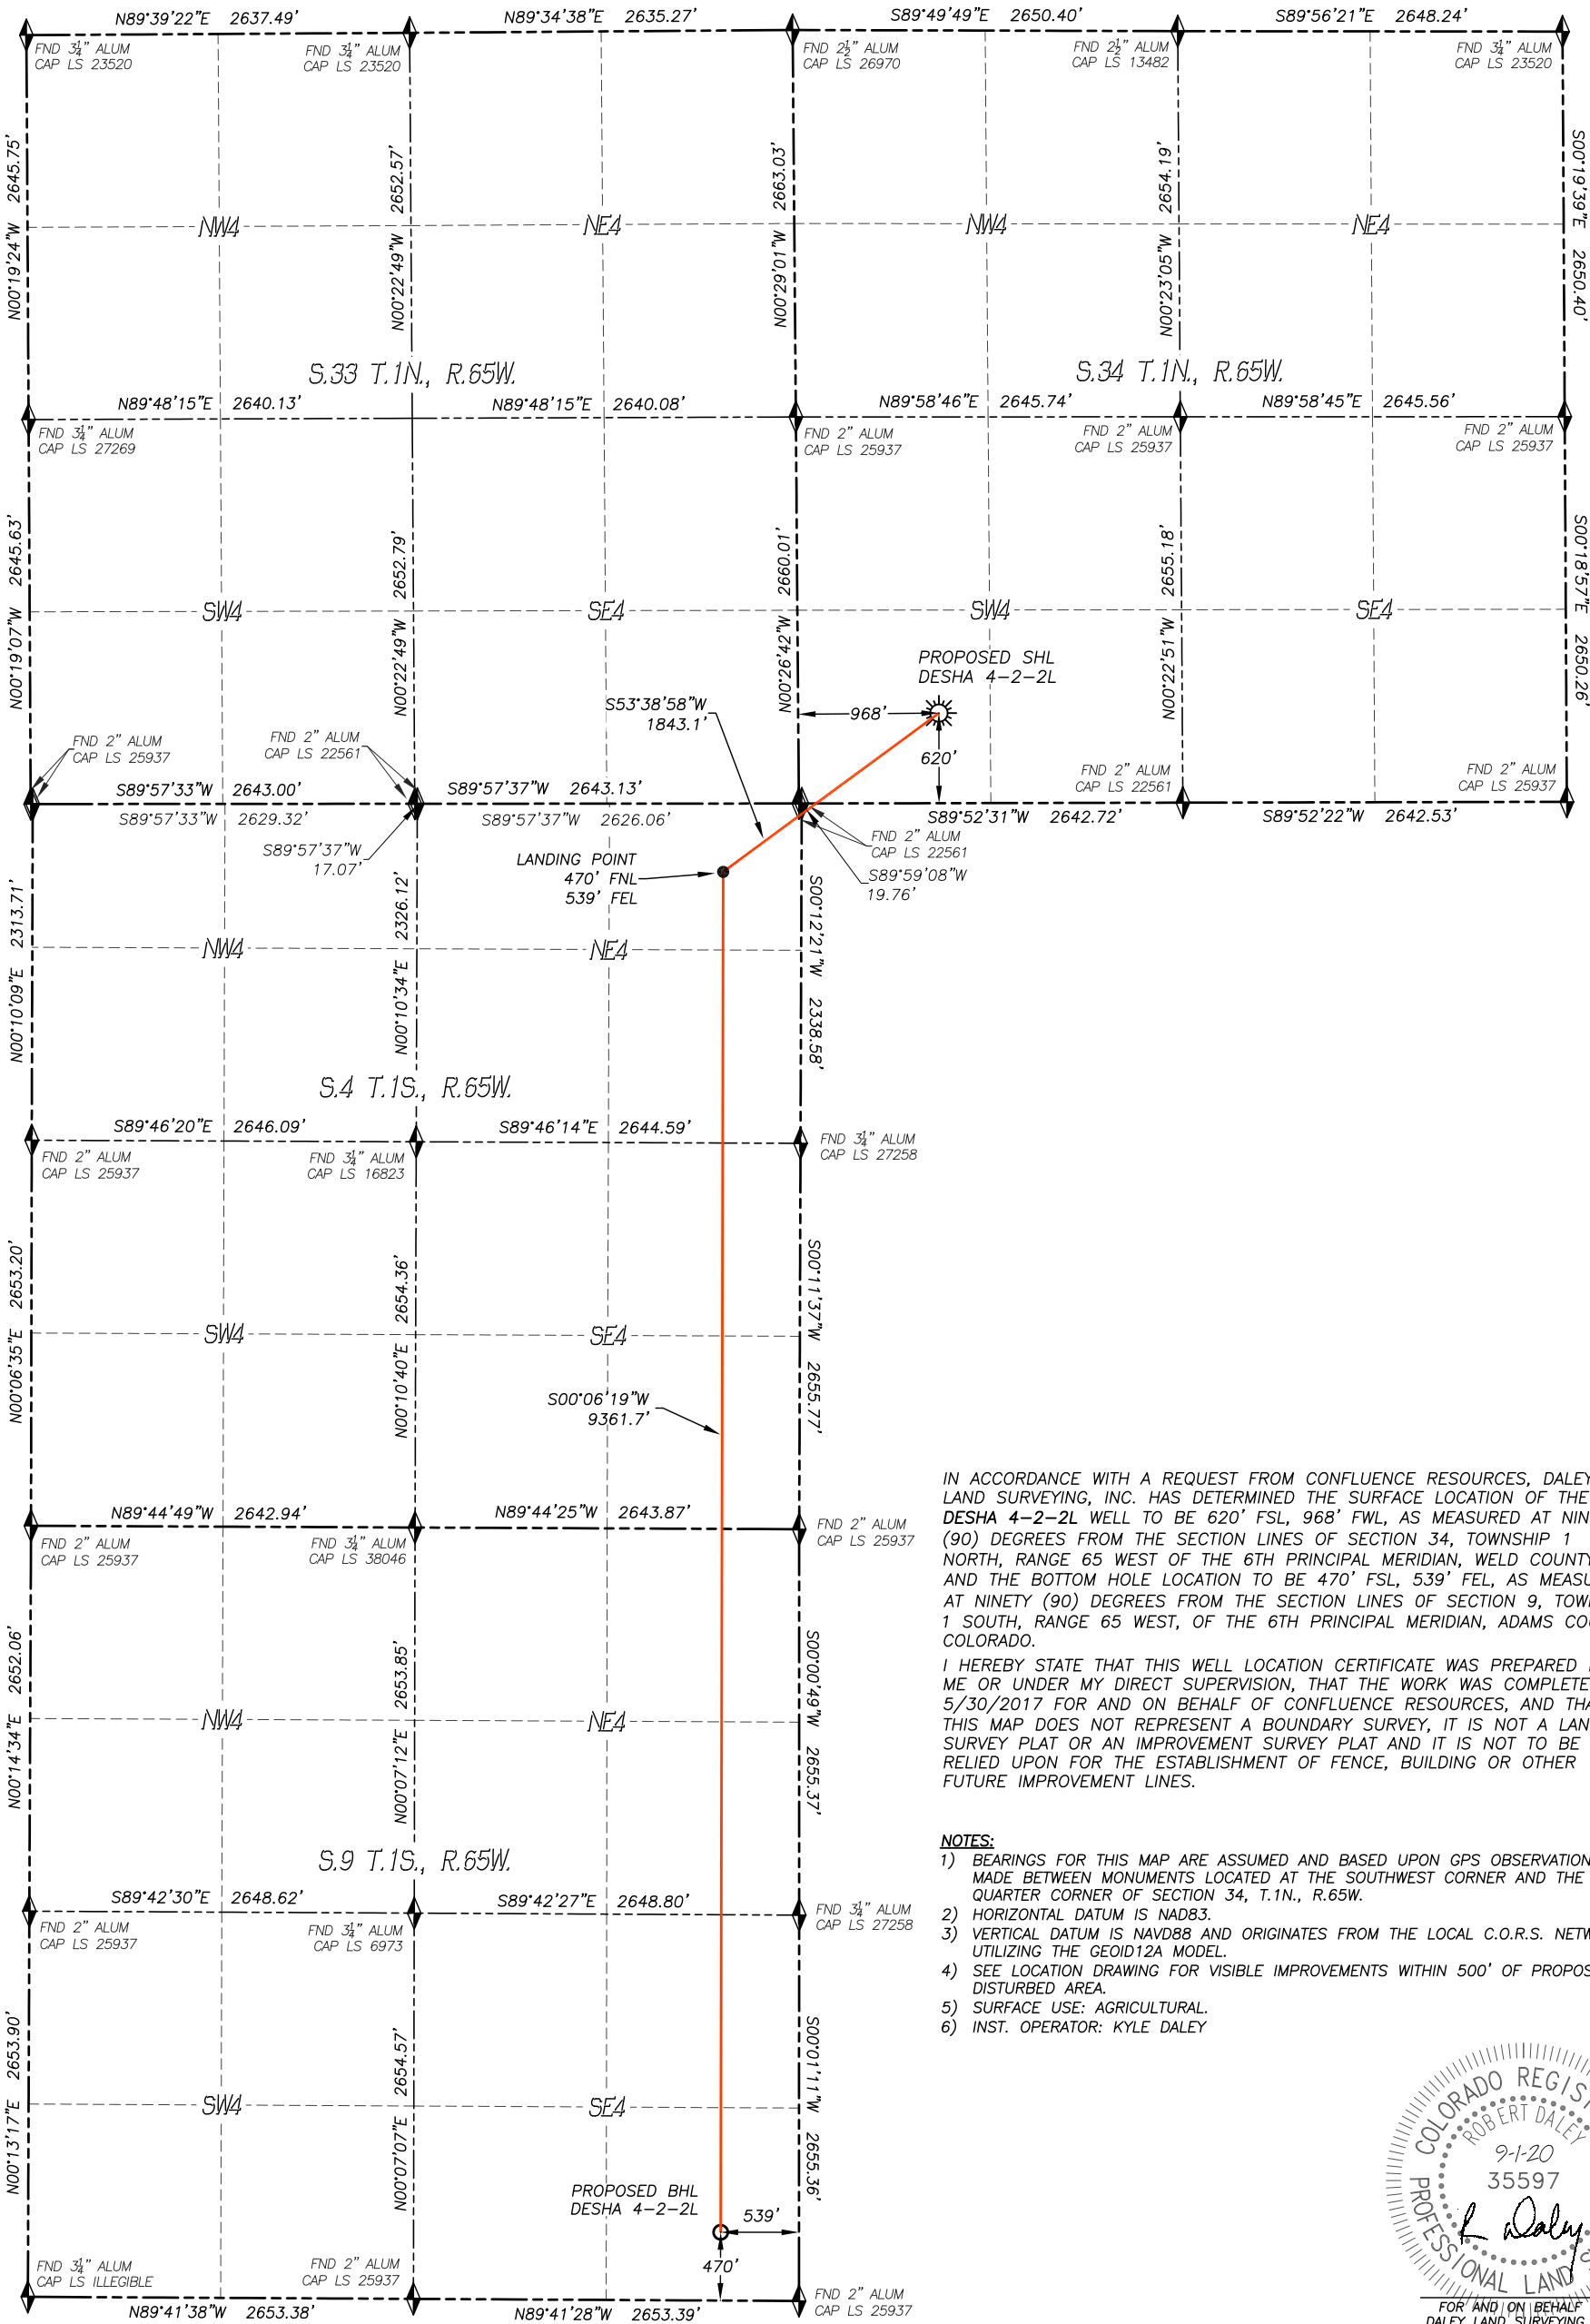 N89°39'22"E 2637.49'
N89°34'38"E 2635.27'
S89°49'49"E 2650.40'
S89°56'21"E 2648.24'
FND 3¼" ALUM
CAP LS 23520
FND 3¼" ALUM
CAP LS 23520
FND 2½" ALUM
CAP LS 26970
FND 2½" ALUM
CAP LS 13482
FND 3¼" ALUM
CAP LS 23520
N00°19'24"W 2645.75'
N00°22'49"W 2652.57'
N00°29'01"W 2663.03'
N00°23'05"W 2654.19'
S00°19'39"E 2650.40'
NW4
NE4
NW4
NE4
S.33 T.1N., R.65W.
S.34 T.1N., R.65W.
N89°48'15"E 2640.13'
N89°48'15"E 2640.08'
N89°58'46"E 2645.74'
N89°58'45"E 2645.56'
FND 3¼" ALUM
CAP LS 27269
FND 2" ALUM
CAP LS 25937
FND 2" ALUM
CAP LS 25937
FND 2" ALUM
CAP LS 25937
N00°19'07"W 2645.63'
N00°22'49"W 2652.79'
N00°26'42"W 2660.01'
N00°22'51"W 2655.18'
S00°18'57"E 2650.26'
SW4
SE4
SW4
SE4
PROPOSED SHL
DESHA 4-2-2L
S53°38'58"W
1843.1'
968'
620'
FND 2" ALUM
CAP LS 25937
FND 2" ALUM
CAP LS 22561
FND 2" ALUM
CAP LS 22561
FND 2" ALUM
CAP LS 25937
S89°57'33"W 2643.00'
S89°57'37"W 2643.13'
S89°57'33"W 2629.32'
S89°57'37"W 2626.06'
S89°52'31"W 2642.72'
S89°52'22"W 2642.53'
S89°57'37"W
17.07'
FND 2" ALUM
CAP LS 22561
S89°59'08"W
19.76'
LANDING POINT
470' FNL
539' FEL
N00°10'09"E 2313.71'
N00°10'34"E 2326.12'
S00°12'21"W 2338.58'
NW4
NE4
S.4 T.1S., R.65W.
S89°46'20"E 2646.09'
S89°46'14"E 2644.59'
FND 2" ALUM
CAP LS 25937
FND 3¼" ALUM
CAP LS 16823
FND 3¼" ALUM
CAP LS 27258
N00°06'35"E 2653.20'
N00°10'40"E 2654.36'
S00°11'37"W 2655.77'
SW4
SE4
S00°06'19"W
9361.7'
N89°44'49"W 2642.94'
N89°44'25"W 2643.87'
FND 2" ALUM
CAP LS 25937
FND 3¼" ALUM
CAP LS 38046
FND 2" ALUM
CAP LS 25937
N00°14'34"E 2652.06'
N00°07'12"E 2653.85'
S00°00'49"W 2655.37'
NW4
NE4
S.9 T.1S., R.65W.
S89°42'30"E 2648.62'
S89°42'27"E 2648.80'
FND 2" ALUM
CAP LS 25937
FND 3¼" ALUM
CAP LS 6973
FND 3¼" ALUM
CAP LS 27258
N00°13'17"E 2653.90'
N00°07'07"E 2654.57'
S00°01'11"W 2655.36'
SW4
SE4
PROPOSED BHL
DESHA 4-2-2L
539'
470'
FND 3¼" ALUM
CAP LS ILLEGIBLE
FND 2" ALUM
CAP LS 25937
FND 2" ALUM
CAP LS 25937
N89°41'38"W 2653.38'
N89°41'28"W 2653.39'
IN ACCORDANCE WITH A REQUEST FROM CONFLUENCE RESOURCES, DALEY
LAND SURVEYING, INC. HAS DETERMINED THE SURFACE LOCATION OF THE
DESHA 4-2-2L WELL TO BE 620' FSL, 968' FWL, AS MEASURED AT NIN
(90) DEGREES FROM THE SECTION LINES OF SECTION 34, TOWNSHIP 1
NORTH, RANGE 65 WEST OF THE 6TH PRINCIPAL MERIDIAN, WELD COUNTY
AND THE BOTTOM HOLE LOCATION TO BE 470' FSL, 539' FEL, AS MEASU
AT NINETY (90) DEGREES FROM THE SECTION LINES OF SECTION 9, TOW
1 SOUTH, RANGE 65 WEST, OF THE 6TH PRINCIPAL MERIDIAN, ADAMS CO
COLORADO.
I HEREBY STATE THAT THIS WELL LOCATION CERTIFICATE WAS PREPARED
ME OR UNDER MY DIRECT SUPERVISION, THAT THE WORK WAS COMPLETE
5/30/2017 FOR AND ON BEHALF OF CONFLUENCE RESOURCES, AND THA
THIS MAP DOES NOT REPRESENT A BOUNDARY SURVEY, IT IS NOT A LAN
SURVEY PLAT OR AN IMPROVEMENT SURVEY PLAT AND IT IS NOT TO BE
RELIED UPON FOR THE ESTABLISHMENT OF FENCE, BUILDING OR OTHER
FUTURE IMPROVEMENT LINES.
NOTES:
1) BEARINGS FOR THIS MAP ARE ASSUMED AND BASED UPON GPS OBSERVATION
MADE BETWEEN MONUMENTS LOCATED AT THE SOUTHWEST CORNER AND THE
QUARTER CORNER OF SECTION 34, T.1N., R.65W.
2) HORIZONTAL DATUM IS NAD83.
3) VERTICAL DATUM IS NAVD88 AND ORIGINATES FROM THE LOCAL C.O.R.S. NETW
UTILIZING THE GEOID12A MODEL.
4) SEE LOCATION DRAWING FOR VISIBLE IMPROVEMENTS WITHIN 500' OF PROPOS
DISTURBED AREA.
5) SURFACE USE: AGRICULTURAL.
6) INST. OPERATOR: KYLE DALEY
COLORADO REGIS
ROBERT DALEY
9-1-20
35597
R Daley
PROFESSIONAL LAND
FOR AND ON BEHALF
DALEY LAND SURVEYING